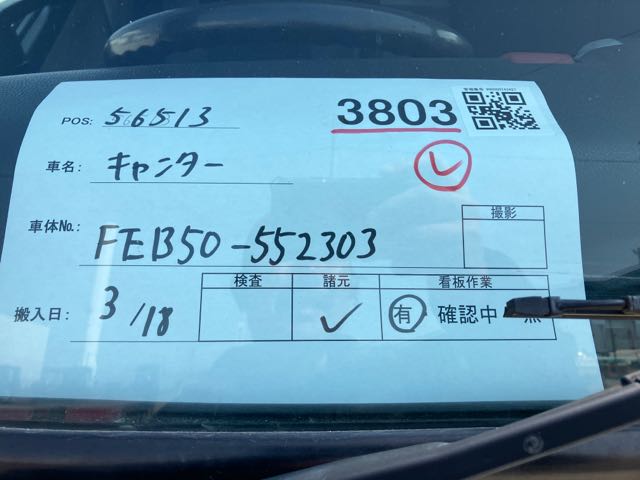 POS: 56513
3803
車名: キャンター
車体No.: FEB50-552303
撮影
搬入日: 3/18
検査 諸元 看板作業
有 確認中